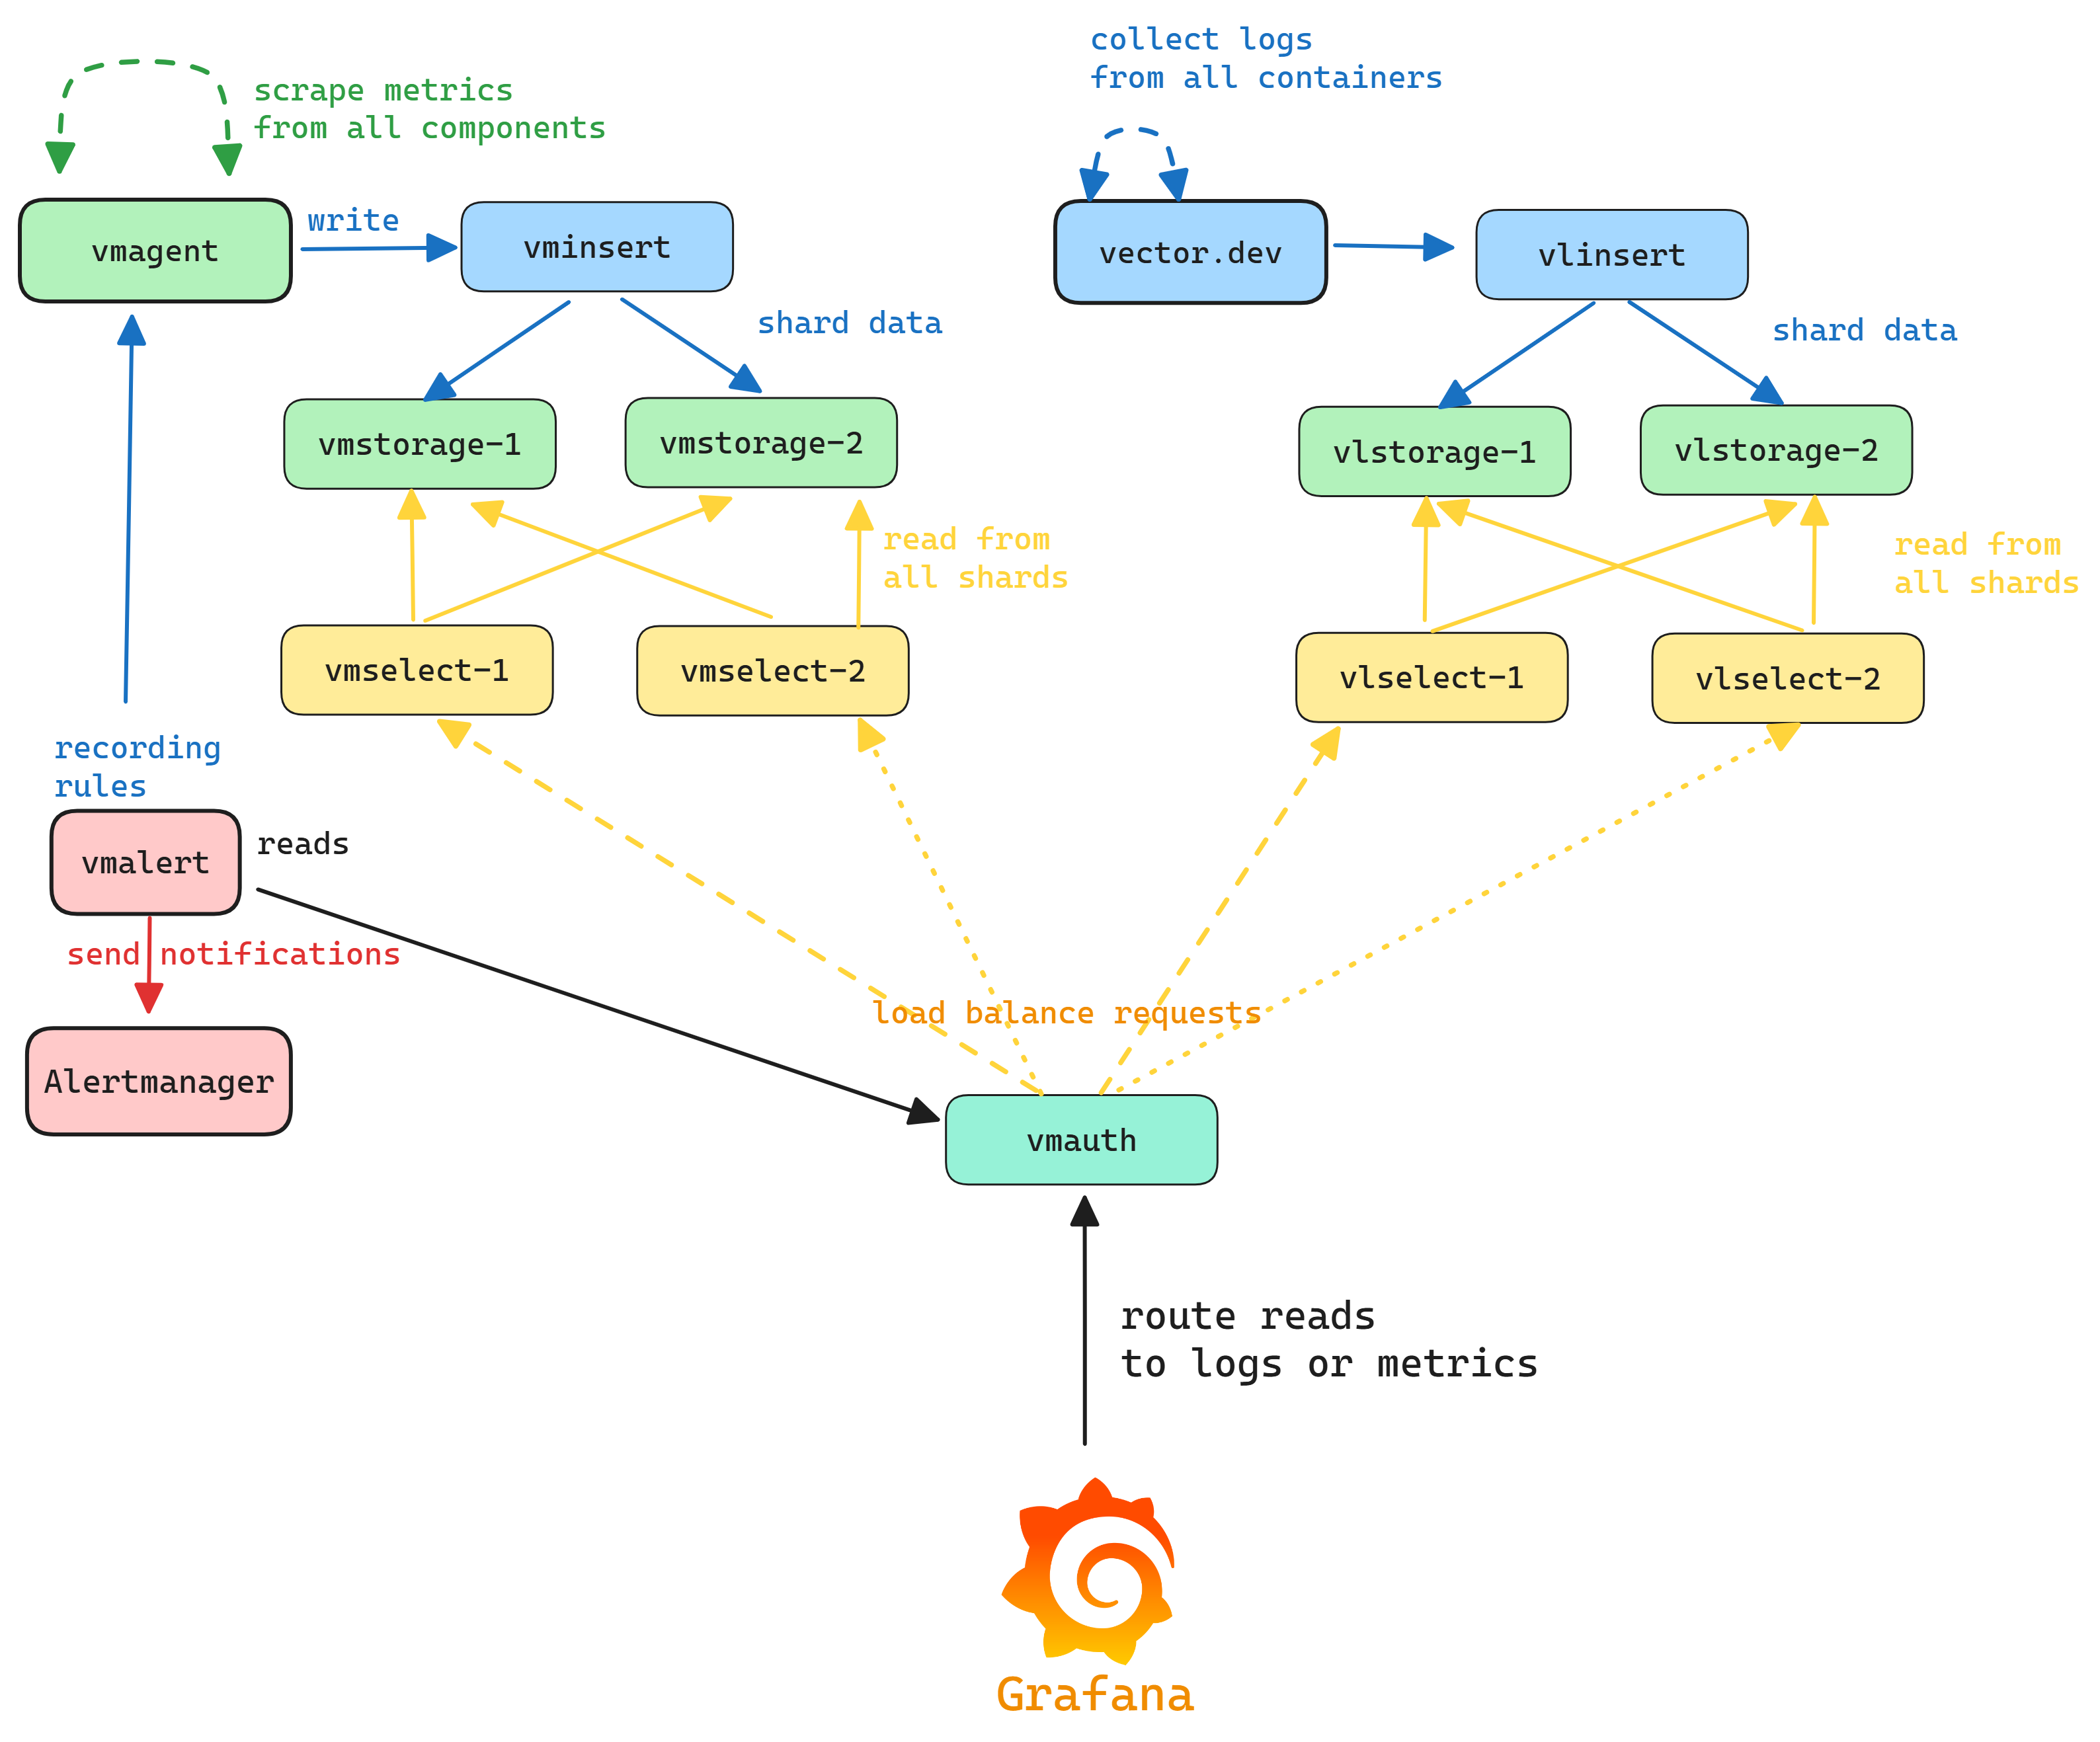 collect logs
from all containers
scrape metrics
from all components
vmagent
write
vminsert
vector.dev
vlinsert
shard data
shard data
vmstorage-1
vmstorage-2
vlstorage-1
vlstorage-2
read from
all shards
read from
all shards
vmselect-1
vmselect-2
vlselect-1
vlselect-2
recording
rules
vmalert
reads
send notifications
load balance requests
Alertmanager
vmauth
route reads
to logs or metrics
Grafana